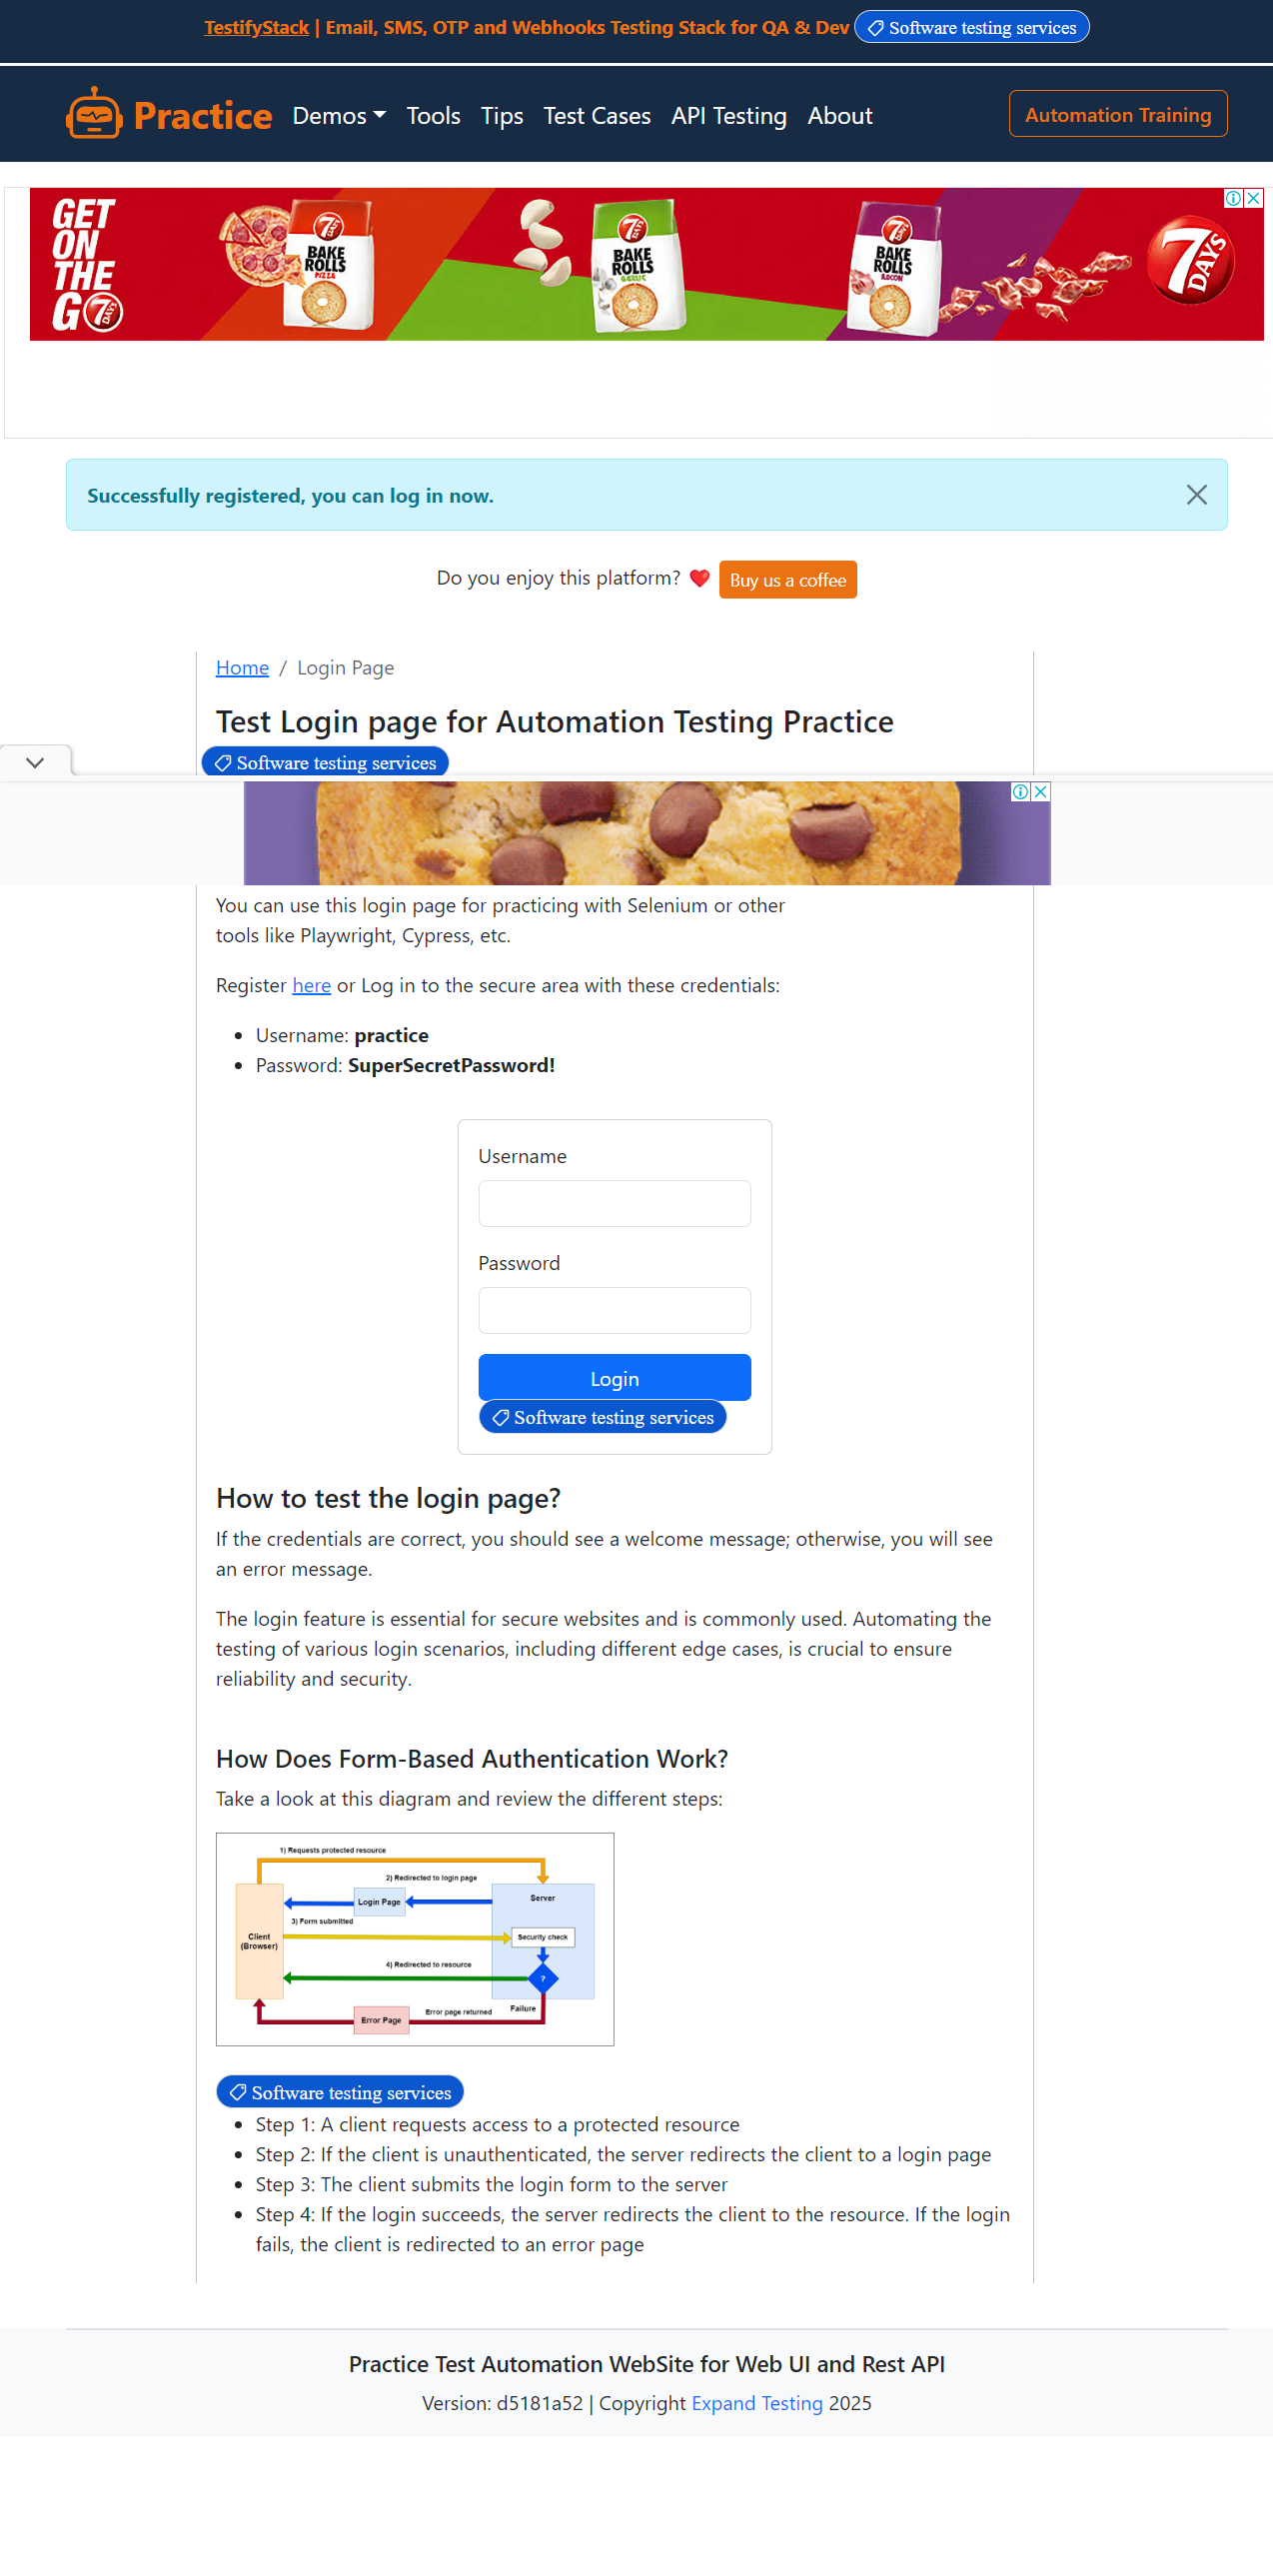 TestifyStack | Email, SMS, OTP and Webhooks Testing Stack for QA & Dev Software testing services
Practice Demos Tools Tips Test Cases API Testing About Automation Training
GET
ON
THE
GO
7 DAYS
7 DAYS
BAKE
ROLLS
PIZZA
7 DAYS
BAKE
ROLLS
GARLIC
7 DAYS
BAKE
ROLLS
BACON
7 DAYS
Successfully registered, you can log in now.
Do you enjoy this platform? Buy us a coffee
Home / Login Page
Test Login page for Automation Testing Practice
Software testing services
You can use this login page for practicing with Selenium or other
tools like Playwright, Cypress, etc.
Register here or Log in to the secure area with these credentials:
Username: practice
Password: SuperSecretPassword!
Username
Password
Login
Software testing services
How to test the login page?
If the credentials are correct, you should see a welcome message; otherwise, you will see
an error message.
The login feature is essential for secure websites and is commonly used. Automating the
testing of various login scenarios, including different edge cases, is crucial to ensure
reliability and security.
How Does Form-Based Authentication Work?
Take a look at this diagram and review the different steps:
1) Requests protected resource
2) Redirected to login page
Login Page
Server
3) Form submitted
Client
(Browser)
Security check
4) Redirected to resource
?
Error page returned
Failure
Error Page
Software testing services
Step 1: A client requests access to a protected resource
Step 2: If the client is unauthenticated, the server redirects the client to a login page
Step 3: The client submits the login form to the server
Step 4: If the login succeeds, the server redirects the client to the resource. If the login
fails, the client is redirected to an error page
Practice Test Automation WebSite for Web UI and Rest API
Version: d5181a52 | Copyright Expand Testing 2025